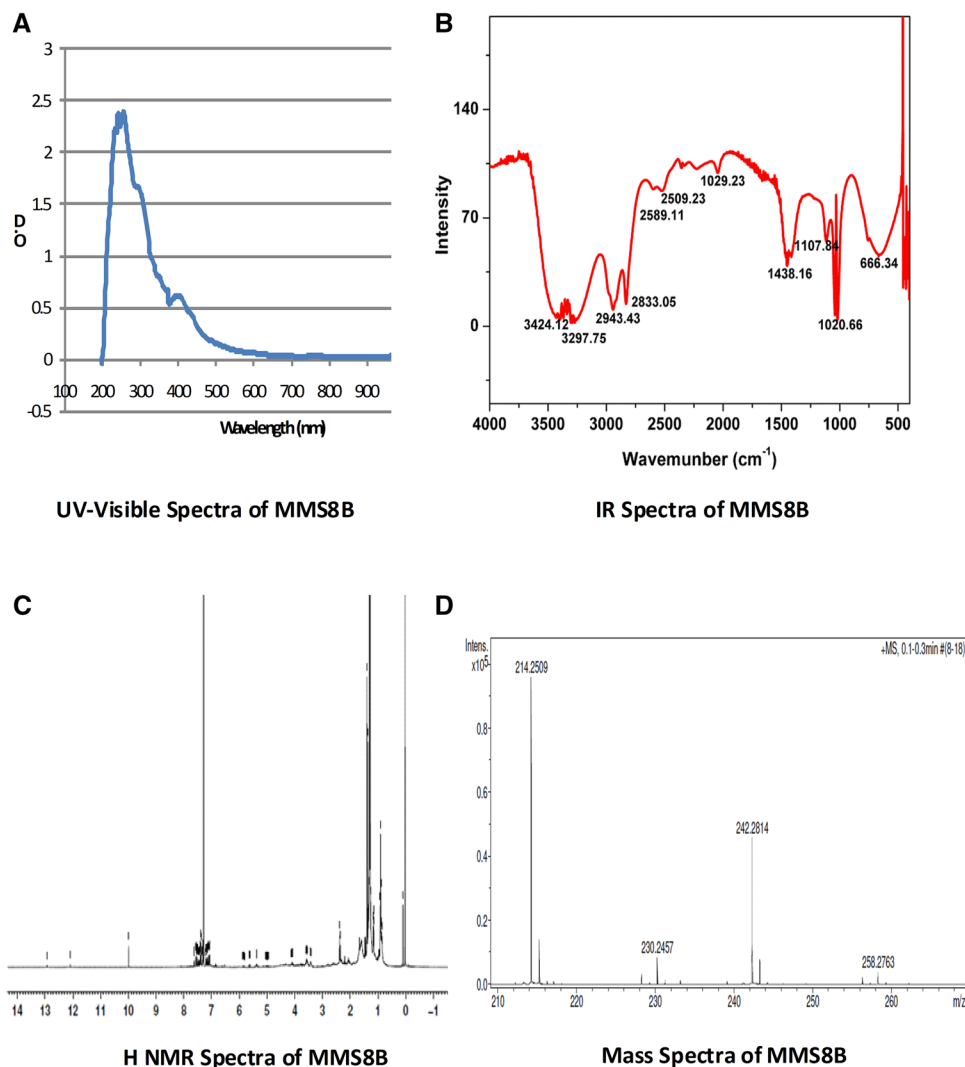 A
3
2.5
2
1.5
1
0.5
0
-0.5
OD
100 200 300 400 500 600 700 800 900
Wavelength (nm)
UV-Visible Spectra of MMS8B
B
140
70
0
Intensity
3424.12
3297.75
2943.43
2833.05
2589.11
2509.23
1029.23
1438.16
1107.84
1020.66
666.34
4000 3500 3000 2500 2000 1500 1000 500
Wavemunber (cm-1)
IR Spectra of MMS8B
C
14 13 12 11 10 9 8 7 6 5 4 3 2 1 0 -1
H NMR Spectra of MMS8B
D
Intens.
x10^5
+MS, 0.1-0.3min #(8-18)
214.2509
0.8
0.6
242.2814
0.4
0.2
230.2457
258.2763
0.0
210 220 230 240 250 260 m/z
Mass Spectra of MMS8B